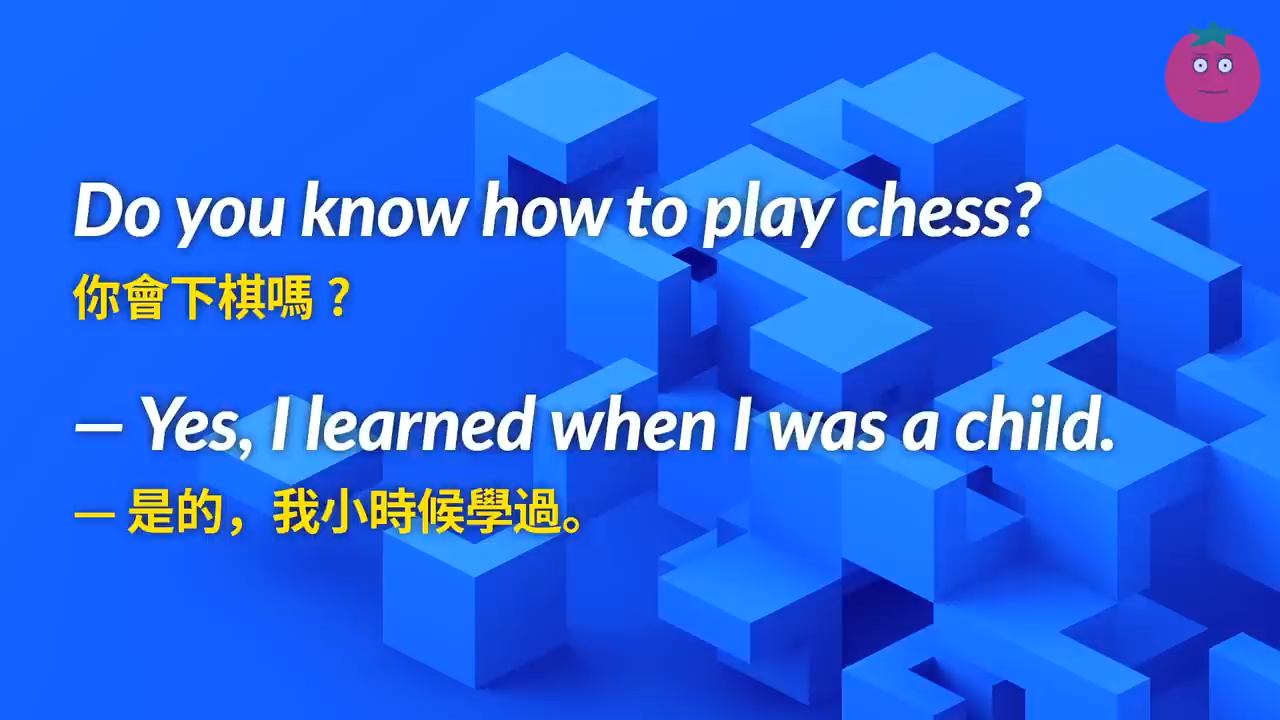 Do you know how to play chess?
你會下棋嗎？
— Yes, I learned when I was a child.
— 是的，我小時候學過。